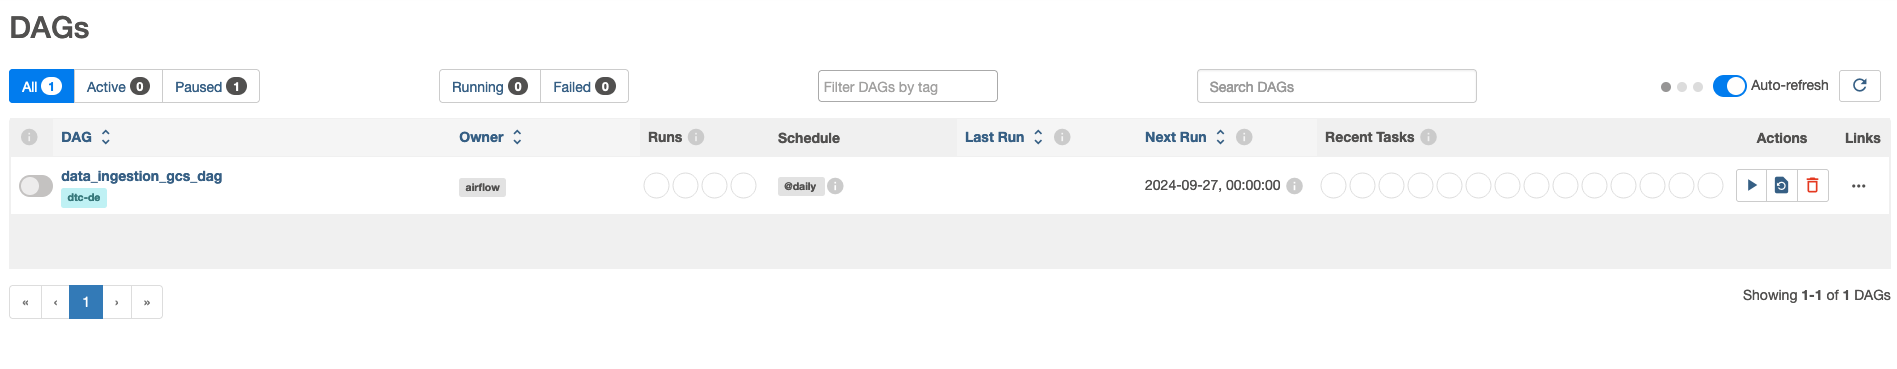 DAGs
All 1 Active 0 Paused 1 Running 0 Failed 0 Filter DAGs by tag Search DAGs Auto-refresh
DAG Owner Runs Schedule Last Run Next Run Recent Tasks Actions Links
data_ingestion_gcs_dag airflow @daily 2024-09-27, 00:00:00
dtc-de
« ‹ 1 › » Showing 1-1 of 1 DAGs